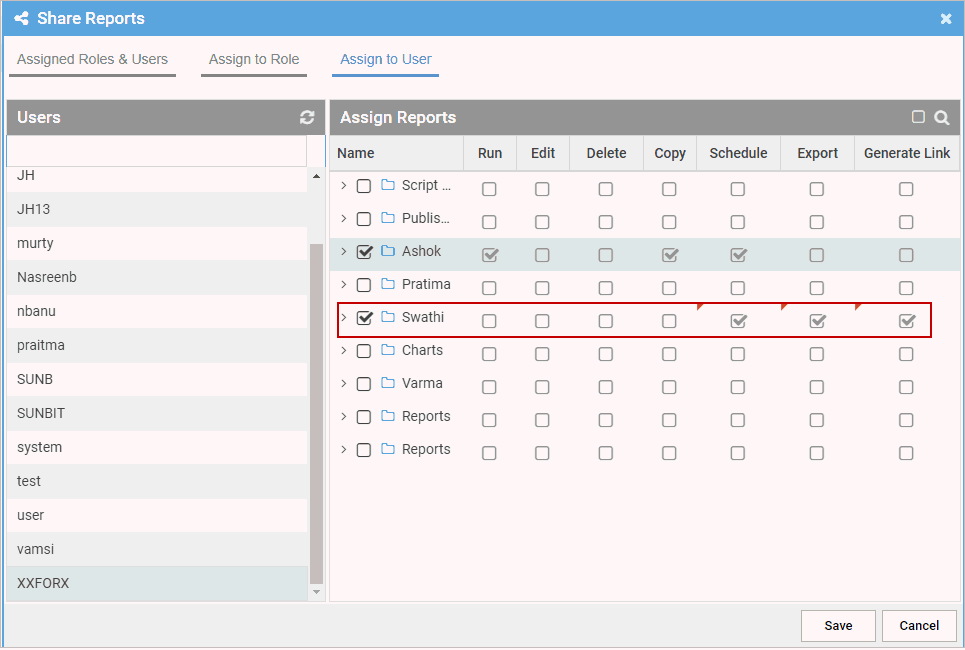 Share Reports
Assigned Roles & Users Assign to Role Assign to User
Users
JH
JH13
murty
Nasreenb
nbanu
praitma
SUNB
SUNBIT
system
test
user
vamsi
XXFORX
Assign Reports
Name Run Edit Delete Copy Schedule Export Generate Link
Script ...
Publis...
Ashok
Pratima
Swathi
Charts
Varma
Reports
Reports
Save Cancel